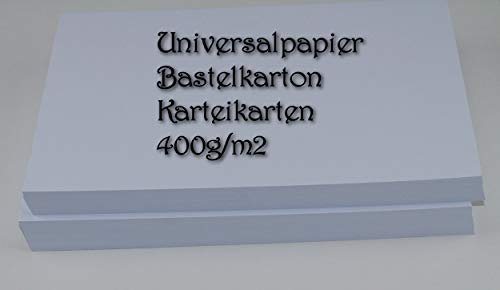 Universalpapier
Bastelkarton
Karteikarten
400g/m2